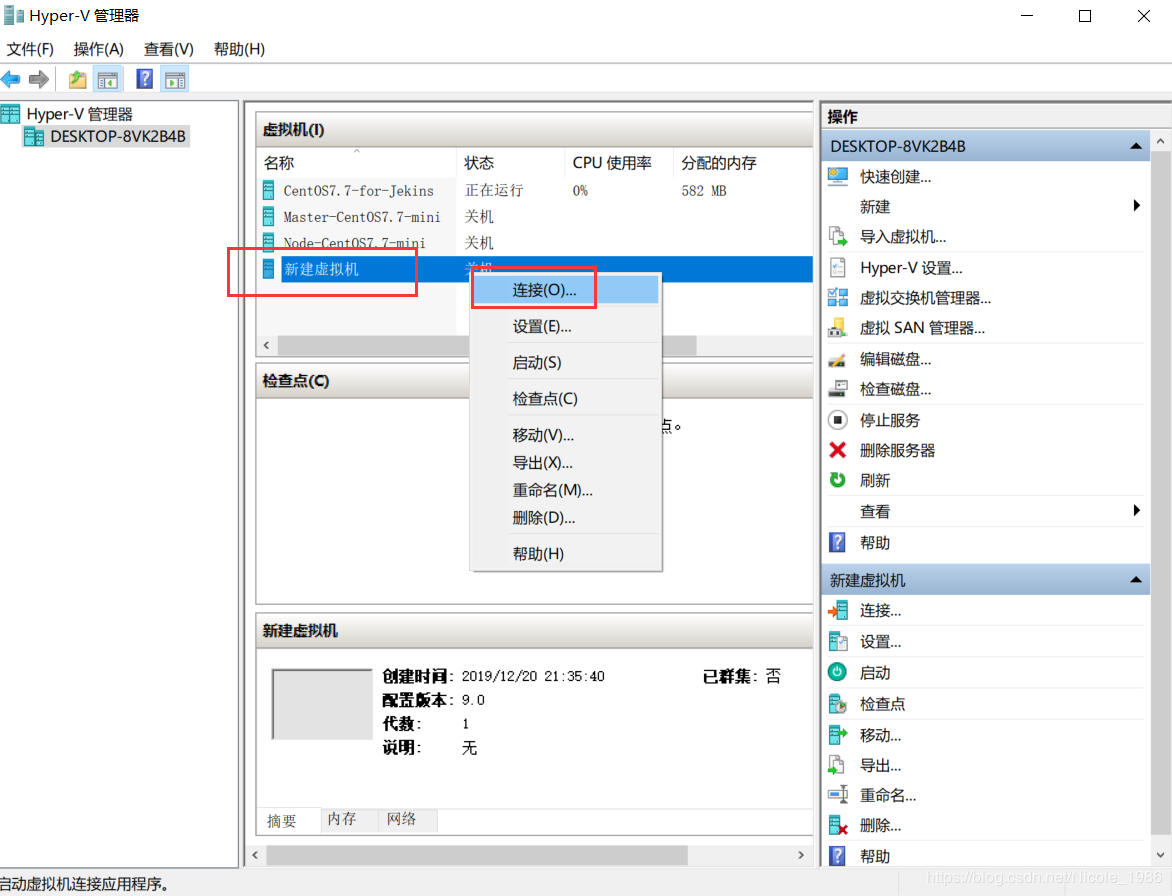 Hyper-V 管理器
文件(F) 操作(A) 查看(V) 帮助(H)
Hyper-V 管理器
DESKTOP-8VK2B4B
虚拟机(I)
名称 状态 CPU 使用率 分配的内存
CentOS7.7-for-Jekins 正在运行 0% 582 MB
Master-CentOS7.7-mini 关机
Node-CentOS7.7-mini 关机
新建虚拟机 关机
连接(O)...
设置(E)...
启动(S)
检查点(C)
移动(V)...
导出(X)...
重命名(M)...
删除(D)...
帮助(H)
检查点(C)
点。
新建虚拟机
创建时间: 2019/12/20 21:35:40 已群集: 否
配置版本: 9.0
代数: 1
说明: 无
摘要 内存 网络
操作
DESKTOP-8VK2B4B
快速创建...
新建
导入虚拟机...
Hyper-V 设置...
虚拟交换机管理器...
虚拟 SAN 管理器...
编辑磁盘...
检查磁盘...
停止服务
删除服务器
刷新
查看
帮助
新建虚拟机
连接...
设置...
启动
检查点
移动...
导出...
重命名...
删除...
帮助
启动虚拟机连接应用程序。
https://blog.csdn.net/Nicole_1986